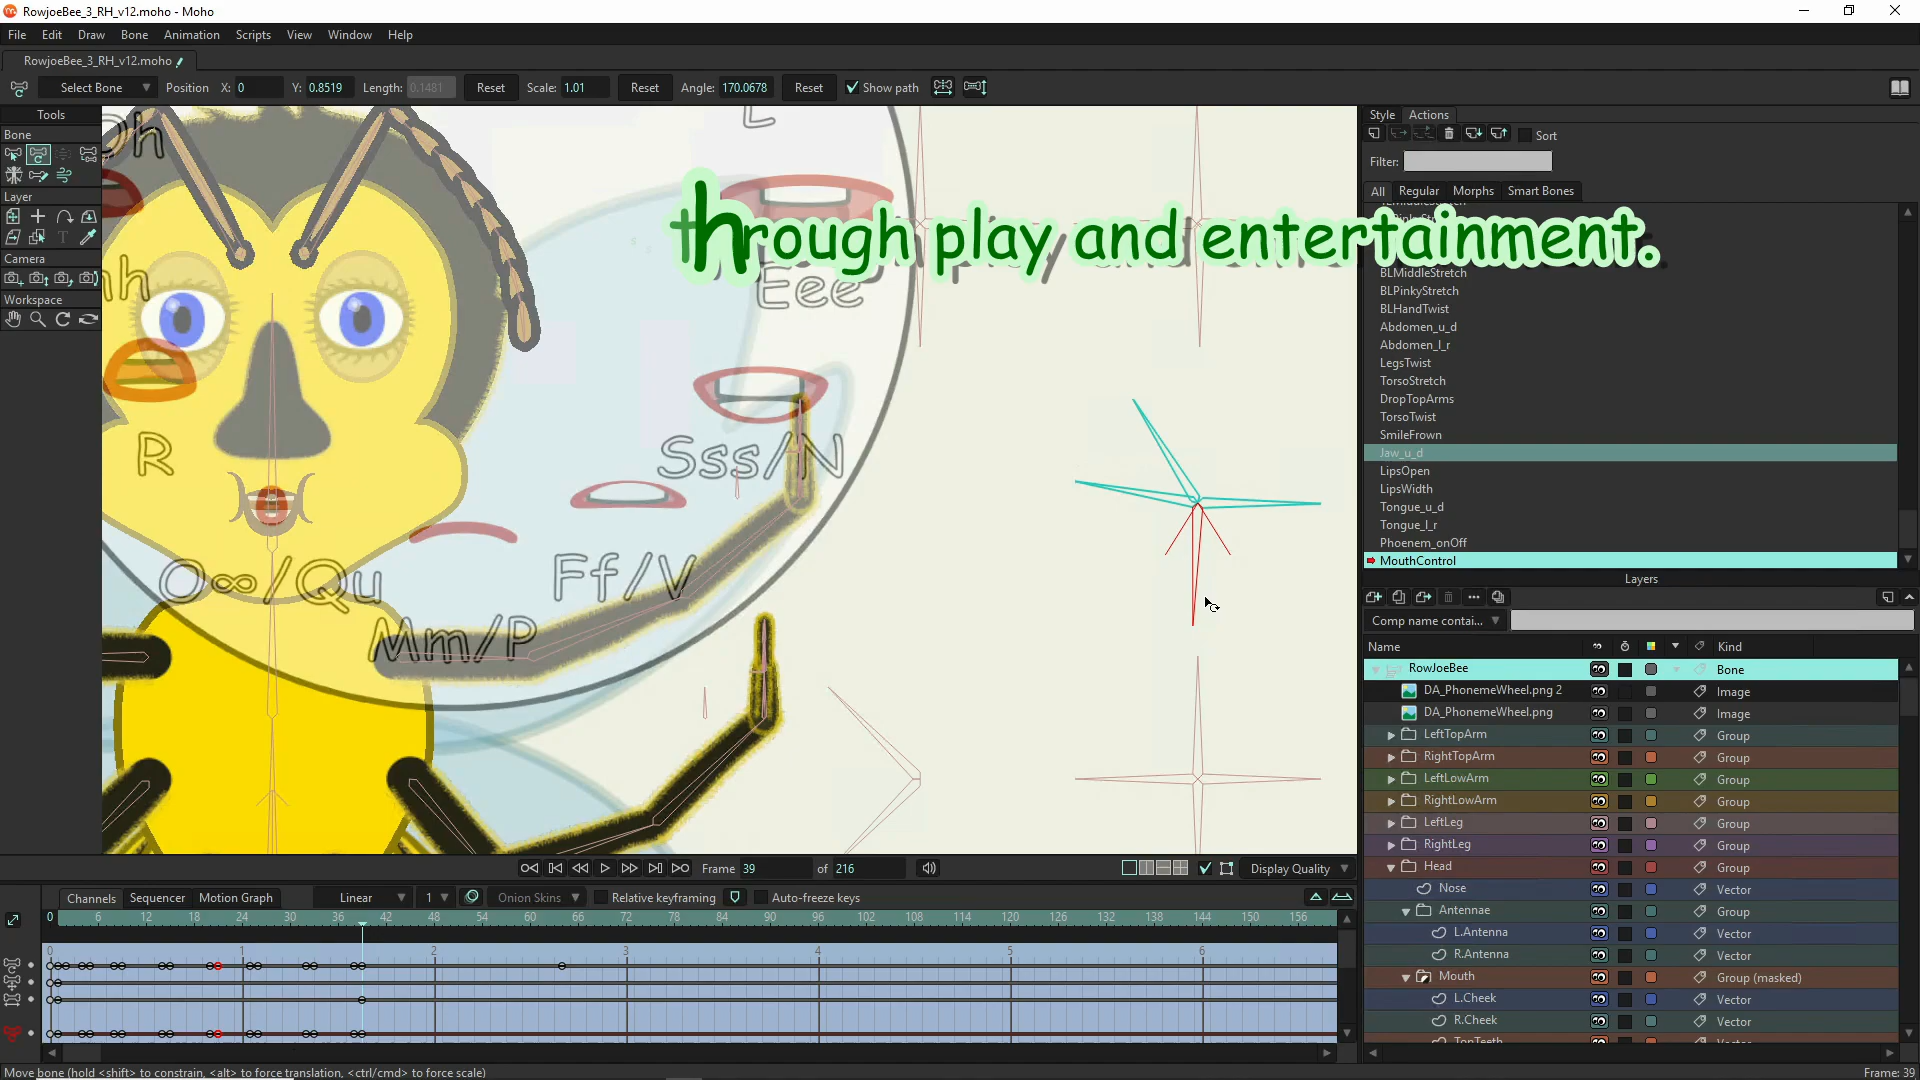 RowjoeBee_3_RH_v12.moho - Moho
File Edit Draw Bone Animation Scripts View Window Help
RowjoeBee_3_RH_v12.moho
Select Bone Position X: 0 Y: 0.8519 Length: 0.1481 Reset Scale: 1.01 Reset Angle: 170.0678 Reset Show path
Tools
Bone
Layer
Camera
Workspace
L
through play and entertainment.
Eee
R
Sss/N
O∞/Qu
Ff/V
Mm/P
Style Actions
Sort
Filter:
All Regular Morphs Smart Bones
BLMiddleStretch
BLPinkyStretch
BLHandTwist
Abdomen_u_d
Abdomen_l_r
LegsTwist
TorsoStretch
DropTopArms
TorsoTwist
SmileFrown
Jaw_u_d
LipsOpen
LipsWidth
Tongue_u_d
Tongue_l_r
Phoenem_onOff
MouthControl
Layers
Comp name contai...
Name Kind
RowJoeBee Bone
DA_PhonemeWheel.png 2 Image
DA_PhonemeWheel.png Image
LeftTopArm Group
RightTopArm Group
LeftLowArm Group
RightLowArm Group
LeftLeg Group
RightLeg Group
Head Group
Nose Vector
Antennae Group
L.Antenna Vector
R.Antenna Vector
Mouth Group (masked)
L.Cheek Vector
R.Cheek Vector
TopTeeth
Frame 39 of 216 Display Quality
Channels Sequencer Motion Graph Linear 1 Onion Skins Relative keyframing Auto-freeze keys
0 6 12 18 24 30 36 42 48 54 60 66 72 78 84 90 96 102 108 114 120 126 132 138 144 150 156
0 1 2 3 4 5 6
Move bone (hold <shift> to constrain, <alt> to force translation, <ctrl/cmd> to force scale) Frame: 39